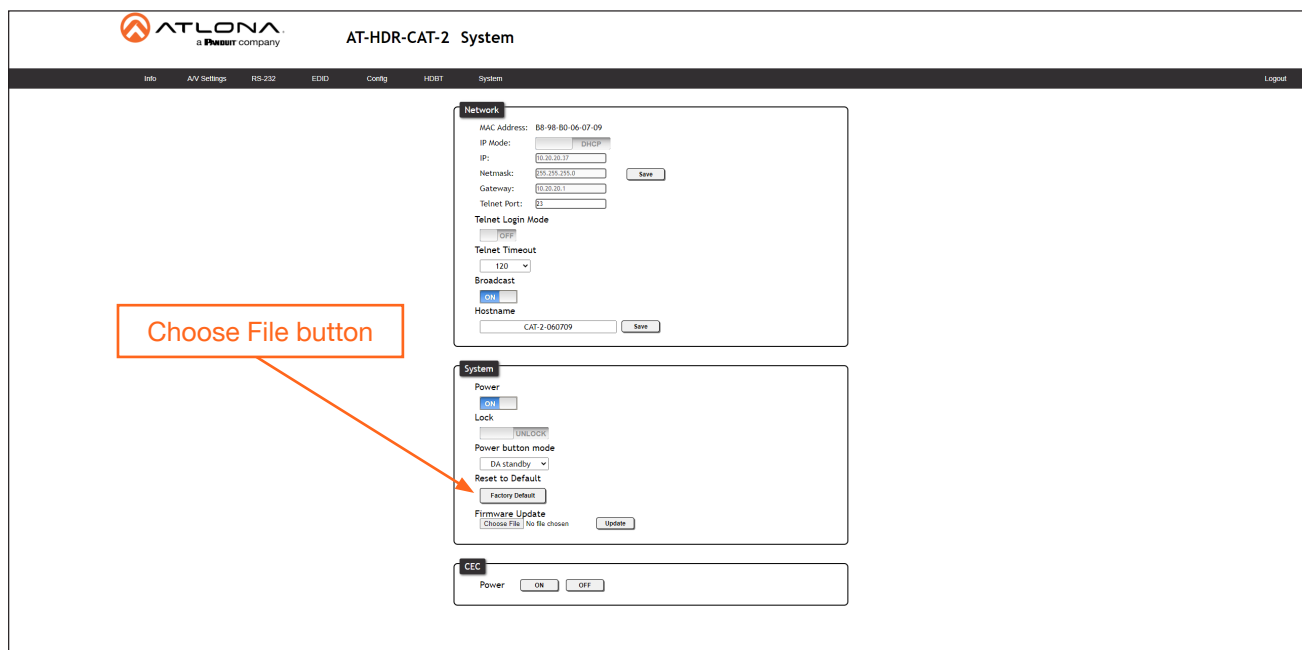 ATLONA.
a PANDUIT company
AT-HDR-CAT-2 System
Info A/V Settings RS-232 EDID Config HDBT System Logout
Network
MAC Address: B8-98-B0-06-07-09
IP Mode: DHCP
IP: 10.20.20.37
Netmask: 255.255.255.0 Save
Gateway: 10.20.20.1
Telnet Port: 23
Telnet Login Mode
OFF
Telnet Timeout
120
Broadcast
ON
Hostname
CAT-2-060709 Save
Choose File button
System
Power
ON
Lock
UNLOCK
Power button mode
DA standby
Reset to Default
Factory Default
Firmware Update
Choose File No file chosen Update
CEC
Power ON OFF